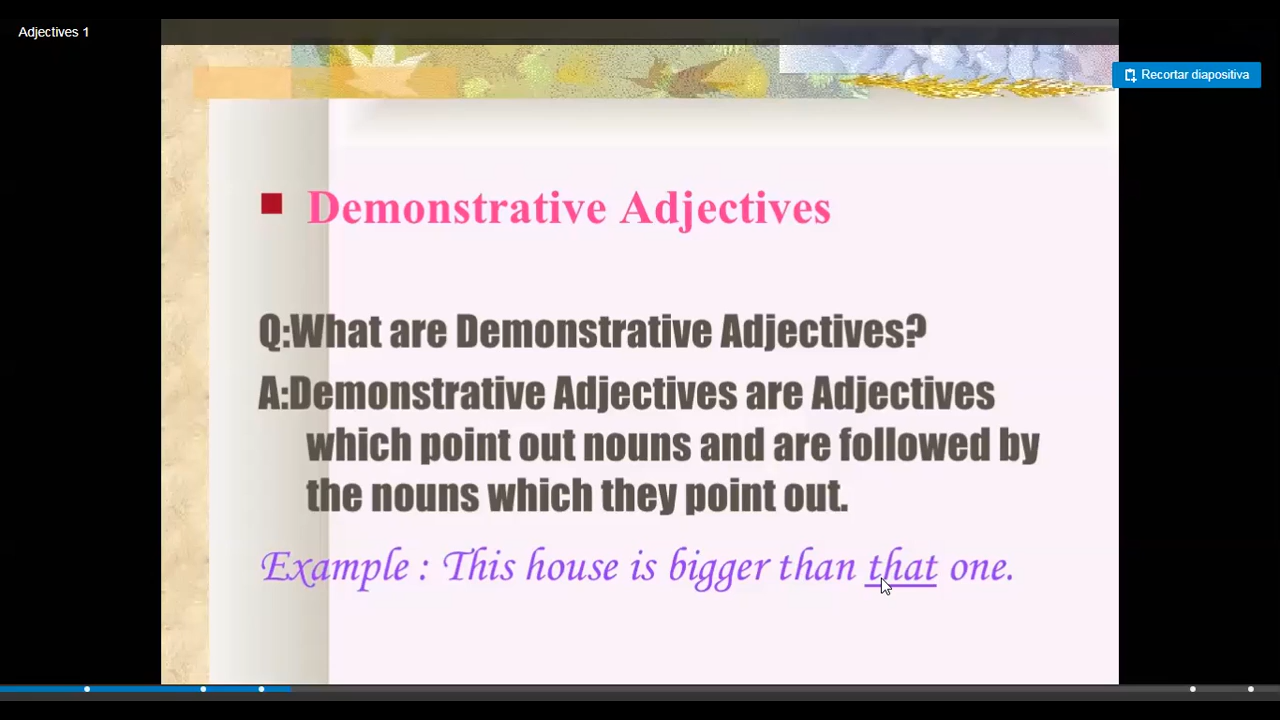 Adjectives 1
Recortar diapositiva
Demonstrative Adjectives
Q:What are Demonstrative Adjectives?
A:Demonstrative Adjectives are Adjectives
which point out nouns and are followed by
the nouns which they point out.
Example : This house is bigger than that one.